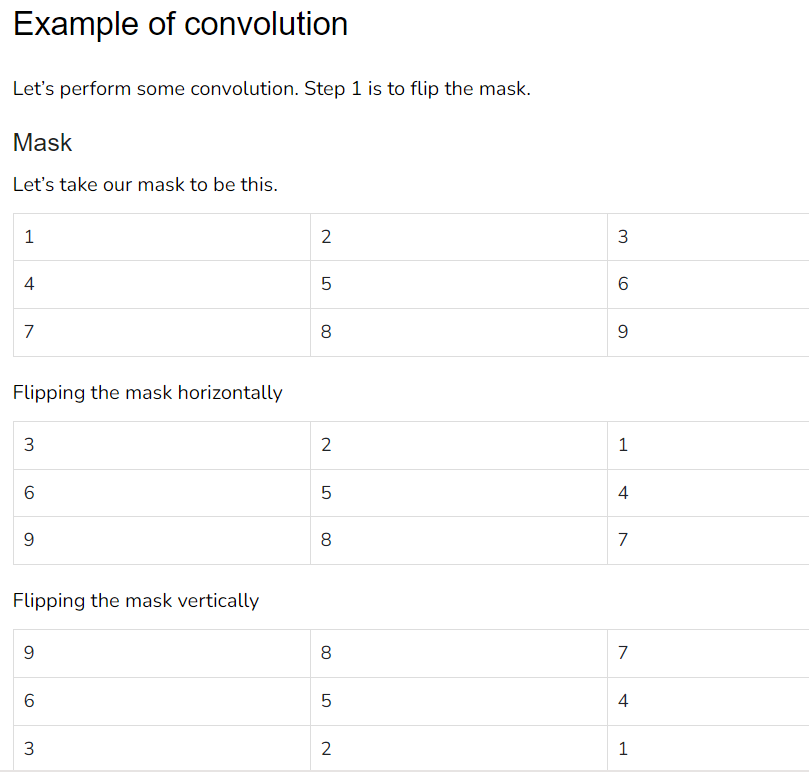 Example of convolution
Let’s perform some convolution. Step 1 is to flip the mask.
Mask
Let’s take our mask to be this.
1 2 3
4 5 6
7 8 9
Flipping the mask horizontally
3 2 1
6 5 4
9 8 7
Flipping the mask vertically
9 8 7
6 5 4
3 2 1